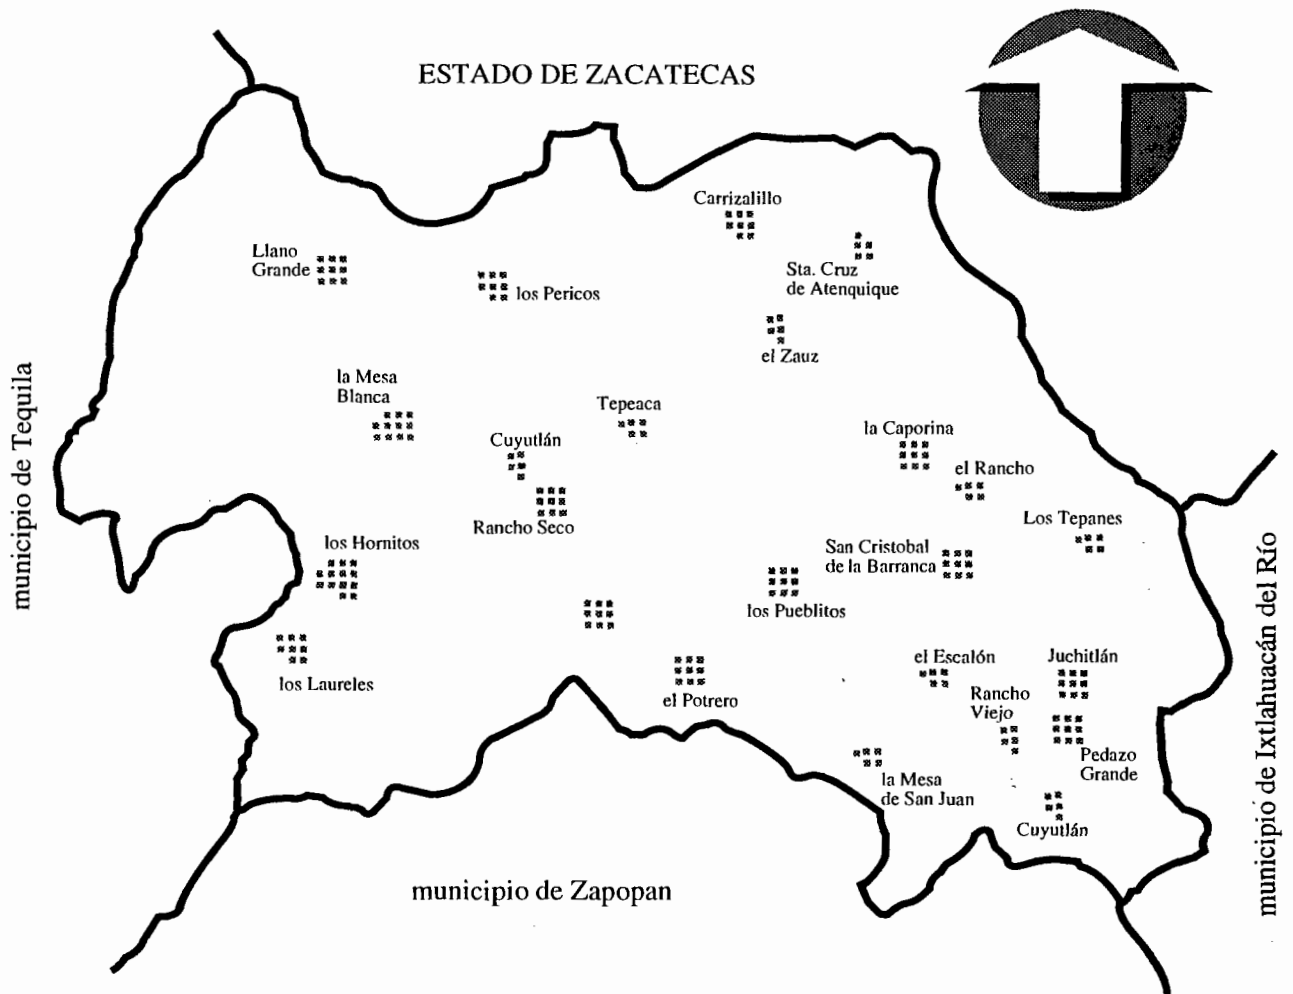 ESTADO DE ZACATECAS
Carrizalillo
Llano
Grande
los Pericos
Sta. Cruz
de Atenquique
el Zauz
municipio de Tequila
la Mesa
Blanca
Tepeaca
Cuyutlán
Rancho Seco
la Caporina
el Rancho
Los Tepanes
los Hornitos
San Cristobal
de la Barranca
los Pueblitos
los Laureles
el Potrero
el Escalón
Juchitlán
Rancho
Viejo
Pedazo
Grande
la Mesa
de San Juan
Cuyutlán
municipio de Ixtlahuacán del Río
municipio de Zapopan